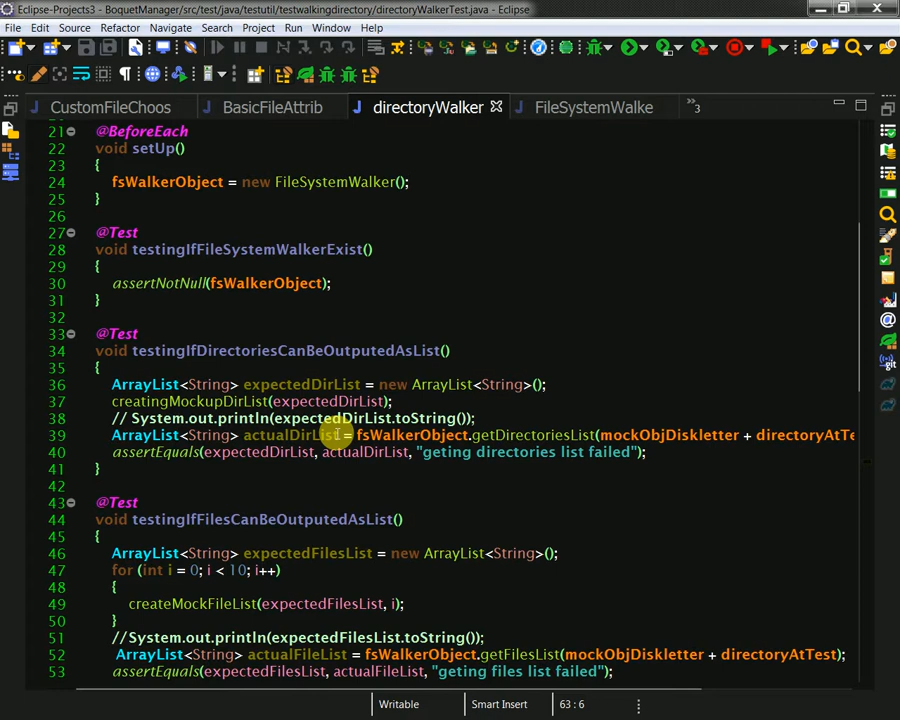 Eclipse-Projects3 - BoquetManager/src/test/java/testutil/testwalkingdirectory/directoryWalkerTest.java - Eclipse
File Edit Source Refactor Navigate Search Project Run Window Help
CustomFileChoos BasicFileAttrib directoryWalker FileSystemWalke »3
21 @BeforeEach
22 void setUp()
23 {
24 fsWalkerObject = new FileSystemWalker();
25 }
26
27 @Test
28 void testingIfFileSystemWalkerExist()
29 {
30 assertNotNull(fsWalkerObject);
31 }
32
33 @Test
34 void testingIfDirectoriesCanBeOutputedAsList()
35 {
36 ArrayList<String> expectedDirList = new ArrayList<String>();
37 creatingMockupDirList(expectedDirList);
38 // System.out.println(expectedDirList.toString());
39 ArrayList<String> actualDirList = fsWalkerObject.getDirectoriesList(mockObjDiskletter + directoryAtTe
40 assertEquals(expectedDirList, actualDirList, "geting directories list failed");
41 }
42
43 @Test
44 void testingIfFilesCanBeOutputedAsList()
45 {
46 ArrayList<String> expectedFilesList = new ArrayList<String>();
47 for (int i = 0; i < 10; i++)
48 {
49 createMockFileList(expectedFilesList, i);
50 }
51 //System.out.println(expectedFilesList.toString());
52 ArrayList<String> actualFileList = fsWalkerObject.getFilesList(mockObjDiskletter + directoryAtTest);
53 assertEquals(expectedFilesList, actualFileList, "geting files list failed");
Writable Smart Insert 63 : 6